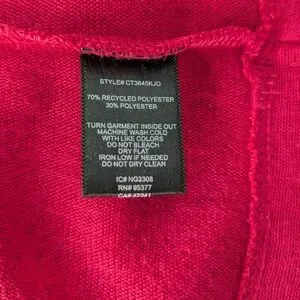 STYLE# CT3645KJO
70% RECYCLED POLYESTER
30% POLYESTER
TURN GARMENT INSIDE OUT
MACHINE WASH COLD
WITH LIKE COLORS
DO NOT BLEACH
DRY FLAT
IRON LOW IF NEEDED
DO NOT DRY CLEAN
IC# NG2308
RN# 95377
CA#